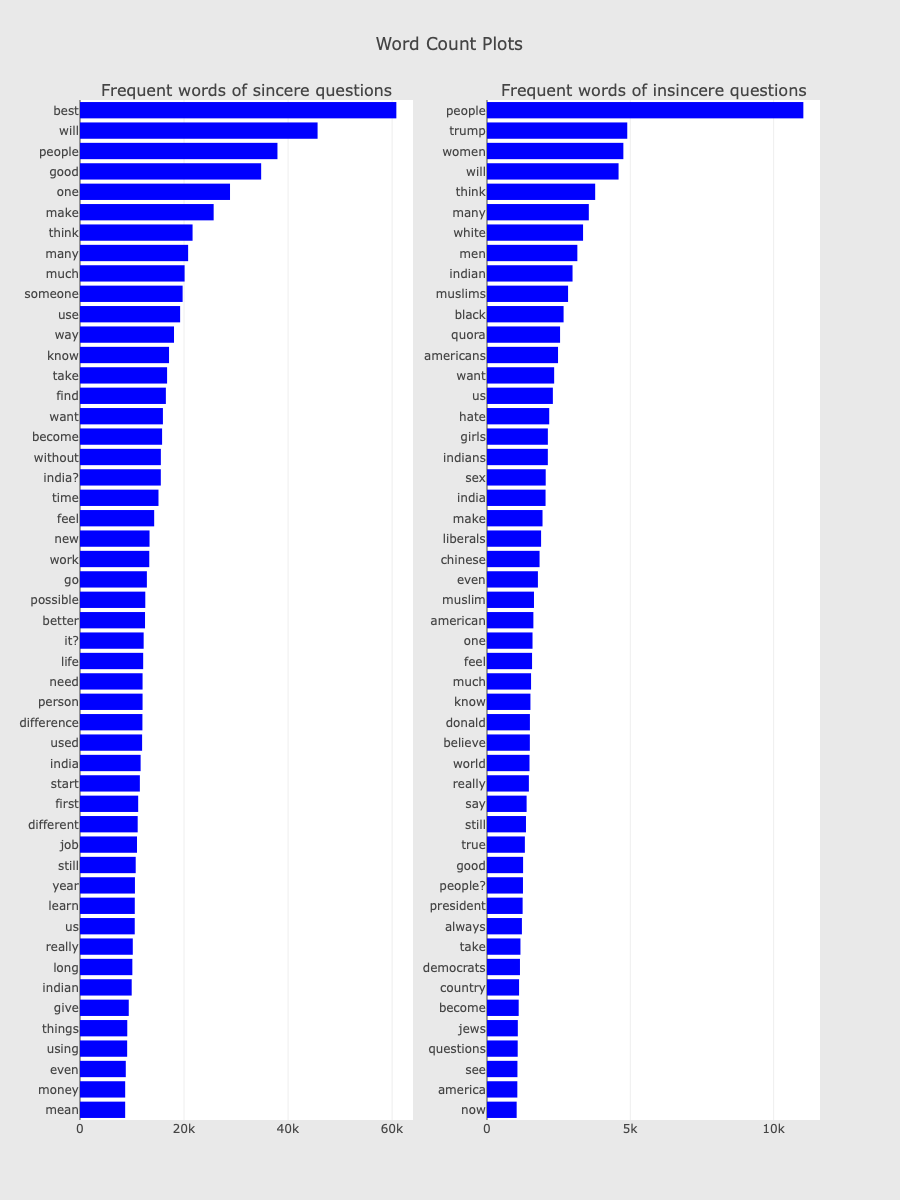 Word Count Plots
Frequent words of sincere questions
best
will
people
good
one
make
think
many
much
someone
use
way
know
take
find
want
become
without
india?
time
feel
new
work
go
possible
better
it?
life
need
person
difference
used
india
start
first
different
job
still
year
learn
us
really
long
indian
give
things
using
even
money
mean
0 20k 40k 60k
Frequent words of insincere questions
people
trump
women
will
think
many
white
men
indian
muslims
black
quora
americans
want
us
hate
girls
indians
sex
india
make
liberals
chinese
even
muslim
american
one
feel
much
know
donald
believe
world
really
say
still
true
good
people?
president
always
take
democrats
country
become
jews
questions
see
america
now
0 5k 10k